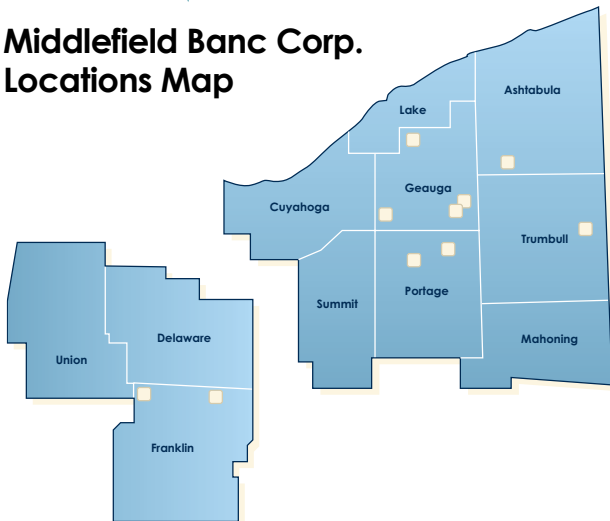 Middlefield Banc Corp.
Locations Map
Ashtabula
Lake
Geauga
Cuyahoga
Trumbull
Summit
Portage
Mahoning
Delaware
Union
Franklin